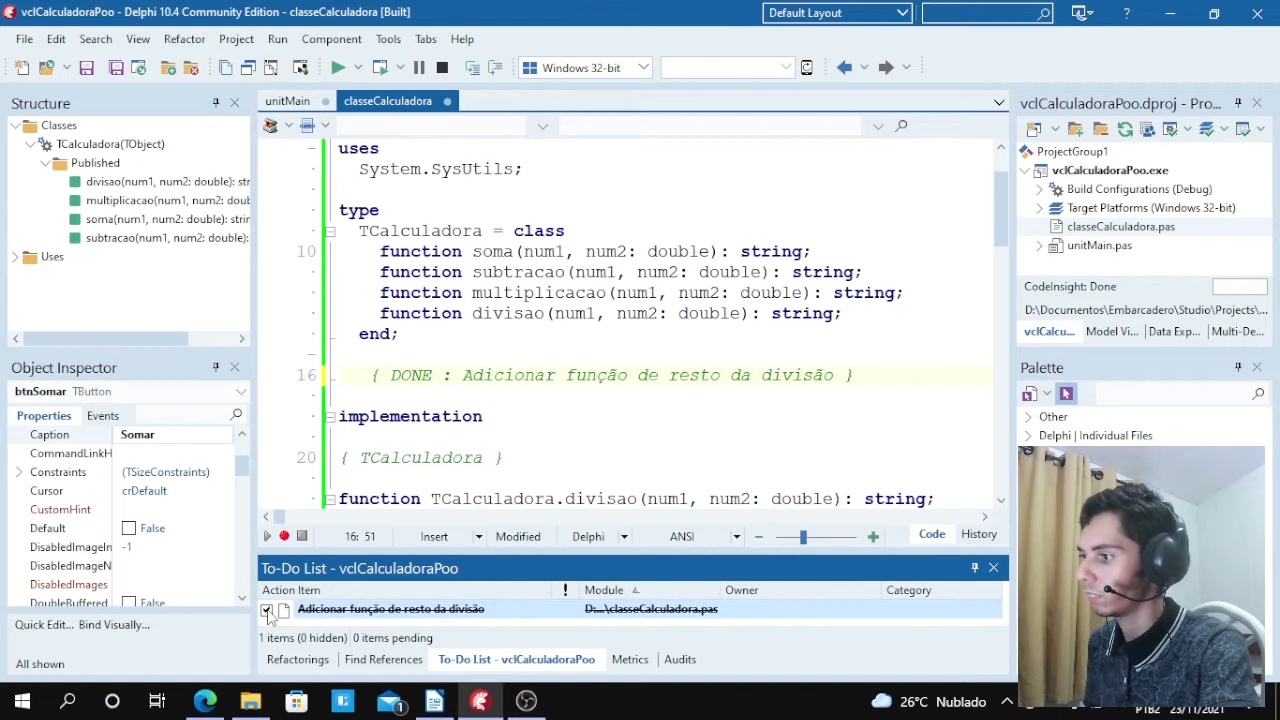 vclCalculadoraPoo - Delphi 10.4 Community Edition - classeCalculadora [Built]
Default Layout
File Edit Search View Refactor Project Run Component Tools Tabs Help
Windows 32-bit
Structure
Classes
TCalculadora(TObject)
Published
divisao(num1, num2: double): stri
multiplicacao(num1, num2: doubl
soma(num1, num2: double): string
subtracao(num1, num2: double):
Uses
Object Inspector
btnSomar TButton
Properties Events
Caption Somar
CommandLinkH
Constraints (TSizeConstraints)
Cursor crDefault
CustomHint
Default False
DisabledImageIn -1
DisabledImageN
DisabledImages
DoubleBuffered False
Quick Edit... Bind Visually...
All shown
unitMain classeCalculadora
uses
System.SysUtils;
type
TCalculadora = class
10 function soma(num1, num2: double): string;
function subtracao(num1, num2: double): string;
function multiplicacao(num1, num2: double): string;
function divisao(num1, num2: double): string;
end;
16 { DONE : Adicionar função de resto da divisão }
implementation
20 { TCalculadora }
function TCalculadora.divisao(num1, num2: double): string;
16: 51 Insert Modified Delphi ANSI Code History
To-Do List - vclCalculadoraPoo
Action Item ! Module Owner Category
Adicionar função de resto da divisão D:...\classeCalculadora.pas
1 items (0 hidden) 0 items pending
Refactorings Find References To-Do List - vclCalculadoraPoo Metrics Audits
vclCalculadoraPoo.dproj - Pro...
ProjectGroup1
vclCalculadoraPoo.exe
Build Configurations (Debug)
Target Platforms (Windows 32-bit)
classeCalculadora.pas
unitMain.pas
CodeInsight: Done
D:\Documentos\Embarcadero\Studio\Projects\...
vclCalcu... Model Vi... Data Exp... Multi-De...
Palette
Other
Delphi | Individual Files
1
26°C Nublado
PTB2 23/11/2021